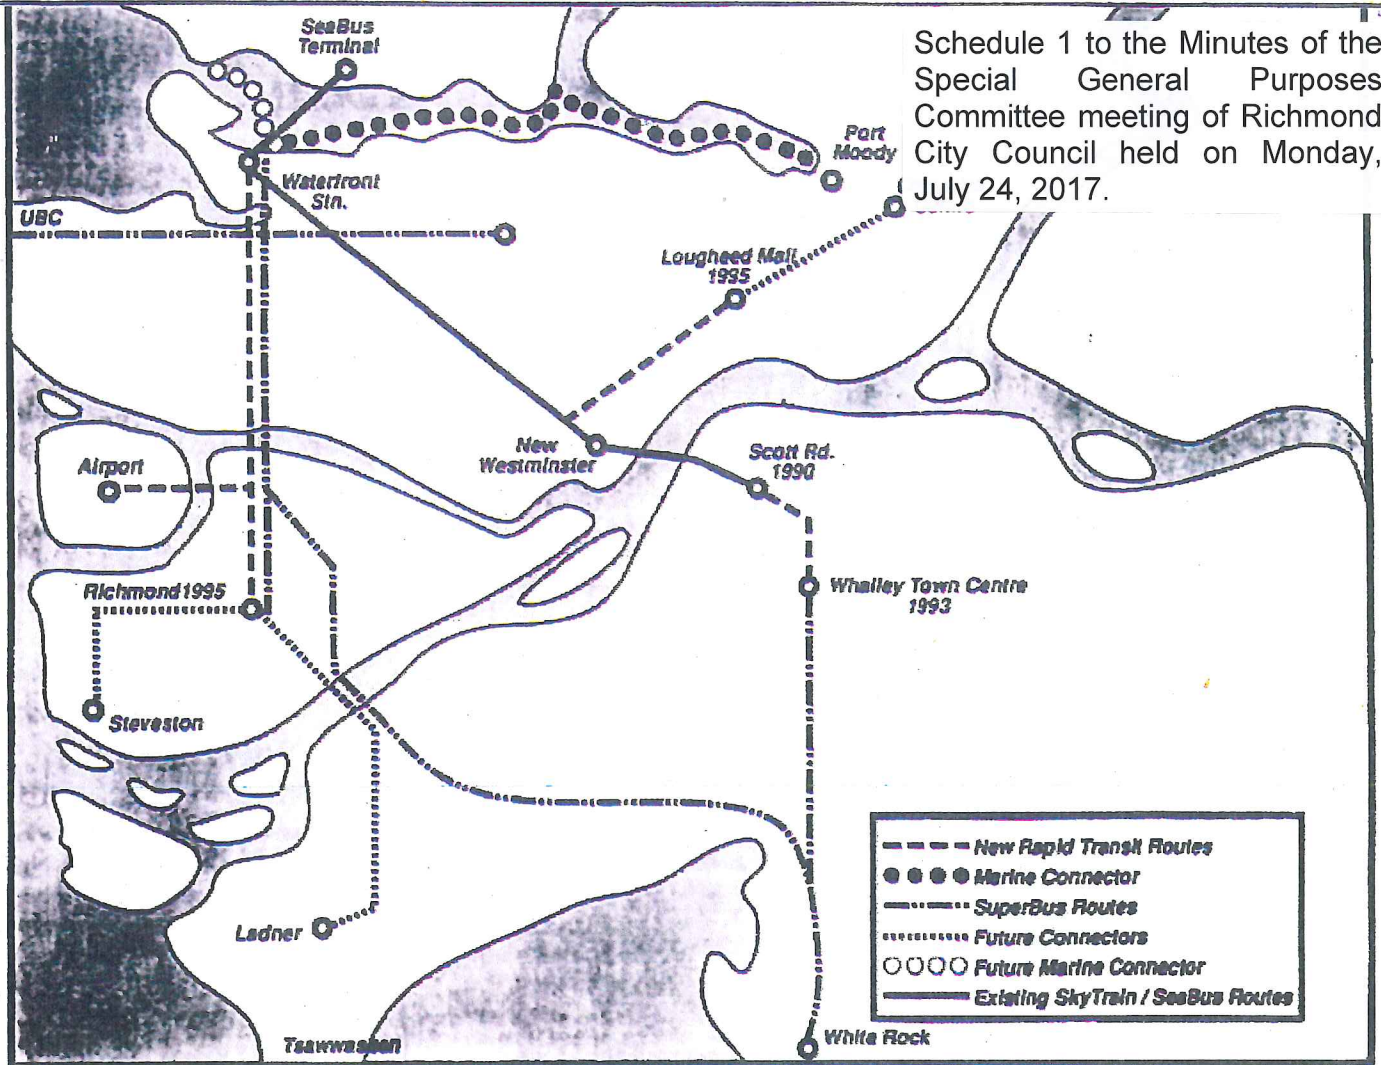 SeaBus
Terminal
Schedule 1 to the Minutes of the
Special General Purposes
Committee meeting of Richmond
City Council held on Monday,
July 24, 2017.
Port
Moody
Waterfront
Stn.
UBC
Lougheed Mall
1995
New
Westminster
Scott Rd.
1990
Airport
Richmond 1995
Whalley Town Centre
1993
Steveston
Ladner
Tsawwassen
White Rock
New Rapid Transit Routes
Marine Connector
SuperBus Routes
Future Connectors
Future Marine Connector
Existing SkyTrain / SeaBus Routes